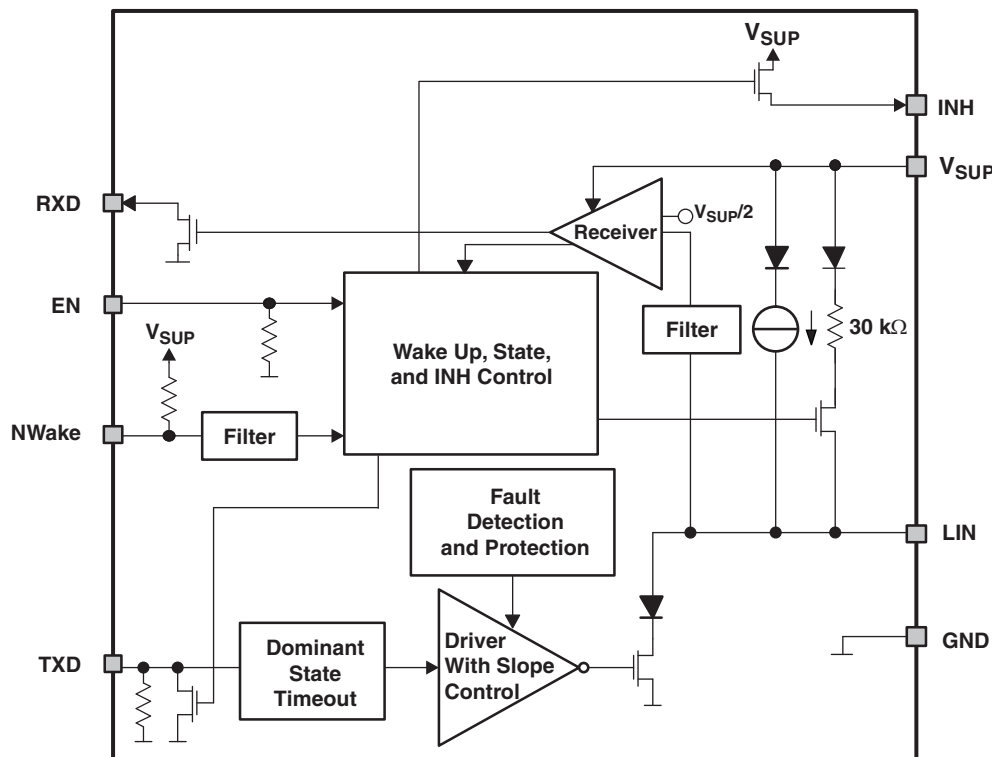 V_SUP
INH
V_SUP
RXD
V_SUP/2
Receiver
EN
V_SUP
Filter
30 kΩ
Wake Up, State,
and INH Control
NWake
Filter
Fault
Detection
and Protection
LIN
GND
TXD
Dominant
State
Timeout
Driver
With Slope
Control